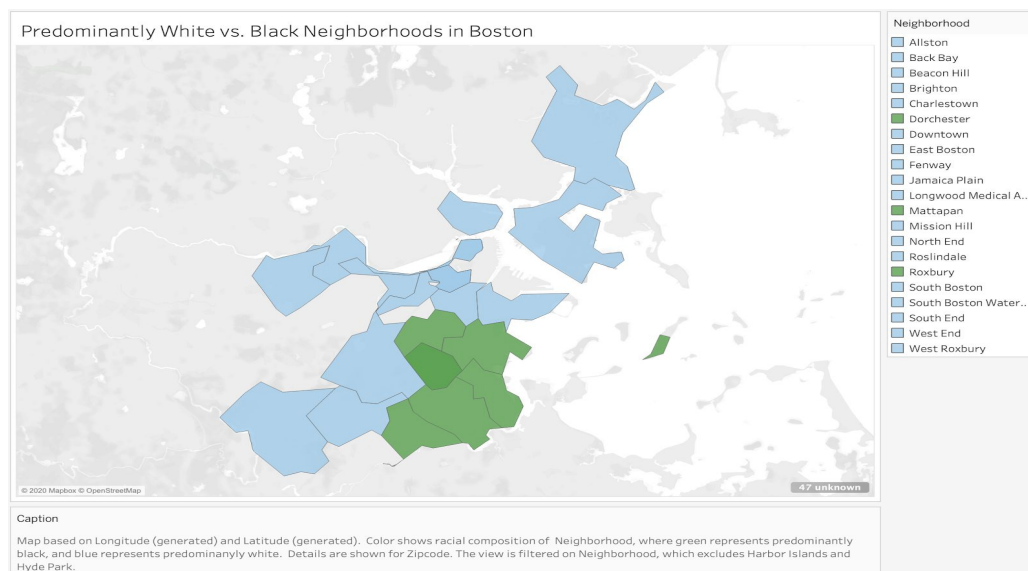 Predominantly White vs. Black Neighborhoods in Boston
© 2020 Mapbox © OpenStreetMap
47 unknown
Neighborhood
Allston
Back Bay
Beacon Hill
Brighton
Charlestown
Dorchester
Downtown
East Boston
Fenway
Jamaica Plain
Longwood Medical A..
Mattapan
Mission Hill
North End
Roslindale
Roxbury
South Boston
South Boston Water..
South End
West End
West Roxbury
Caption
Map based on Longitude (generated) and Latitude (generated). Color shows racial composition of Neighborhood, where green represents predominantly
black, and blue represents predominanyly white. Details are shown for Zipcode. The view is filtered on Neighborhood, which excludes Harbor Islands and
Hyde Park.